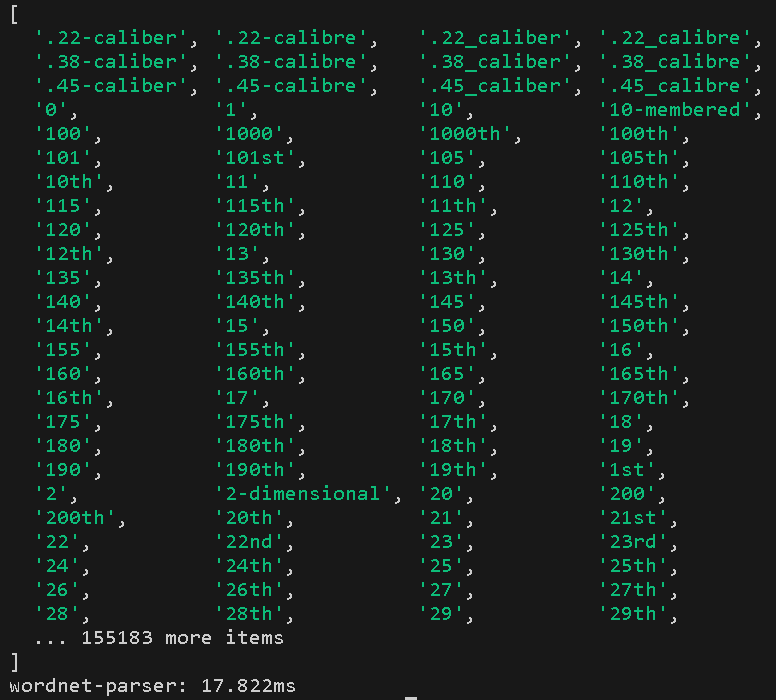 [
'.22-caliber', '.22-calibre', '.22_caliber', '.22_calibre',
'.38-caliber', '.38-calibre', '.38_caliber', '.38_calibre',
'.45-caliber', '.45-calibre', '.45_caliber', '.45_calibre',
'0', '1', '10', '10-membered',
'100', '1000', '1000th', '100th',
'101', '101st', '105', '105th',
'10th', '11', '110', '110th',
'115', '115th', '11th', '12',
'120', '120th', '125', '125th',
'12th', '13', '130', '130th',
'135', '135th', '13th', '14',
'140', '140th', '145', '145th',
'14th', '15', '150', '150th',
'155', '155th', '15th', '16',
'160', '160th', '165', '165th',
'16th', '17', '170', '170th',
'175', '175th', '17th', '18',
'180', '180th', '18th', '19',
'190', '190th', '19th', '1st',
'2', '2-dimensional', '20', '200',
'200th', '20th', '21', '21st',
'22', '22nd', '23', '23rd',
'24', '24th', '25', '25th',
'26', '26th', '27', '27th',
'28', '28th', '29', '29th',
... 155183 more items
]
wordnet-parser: 17.822ms